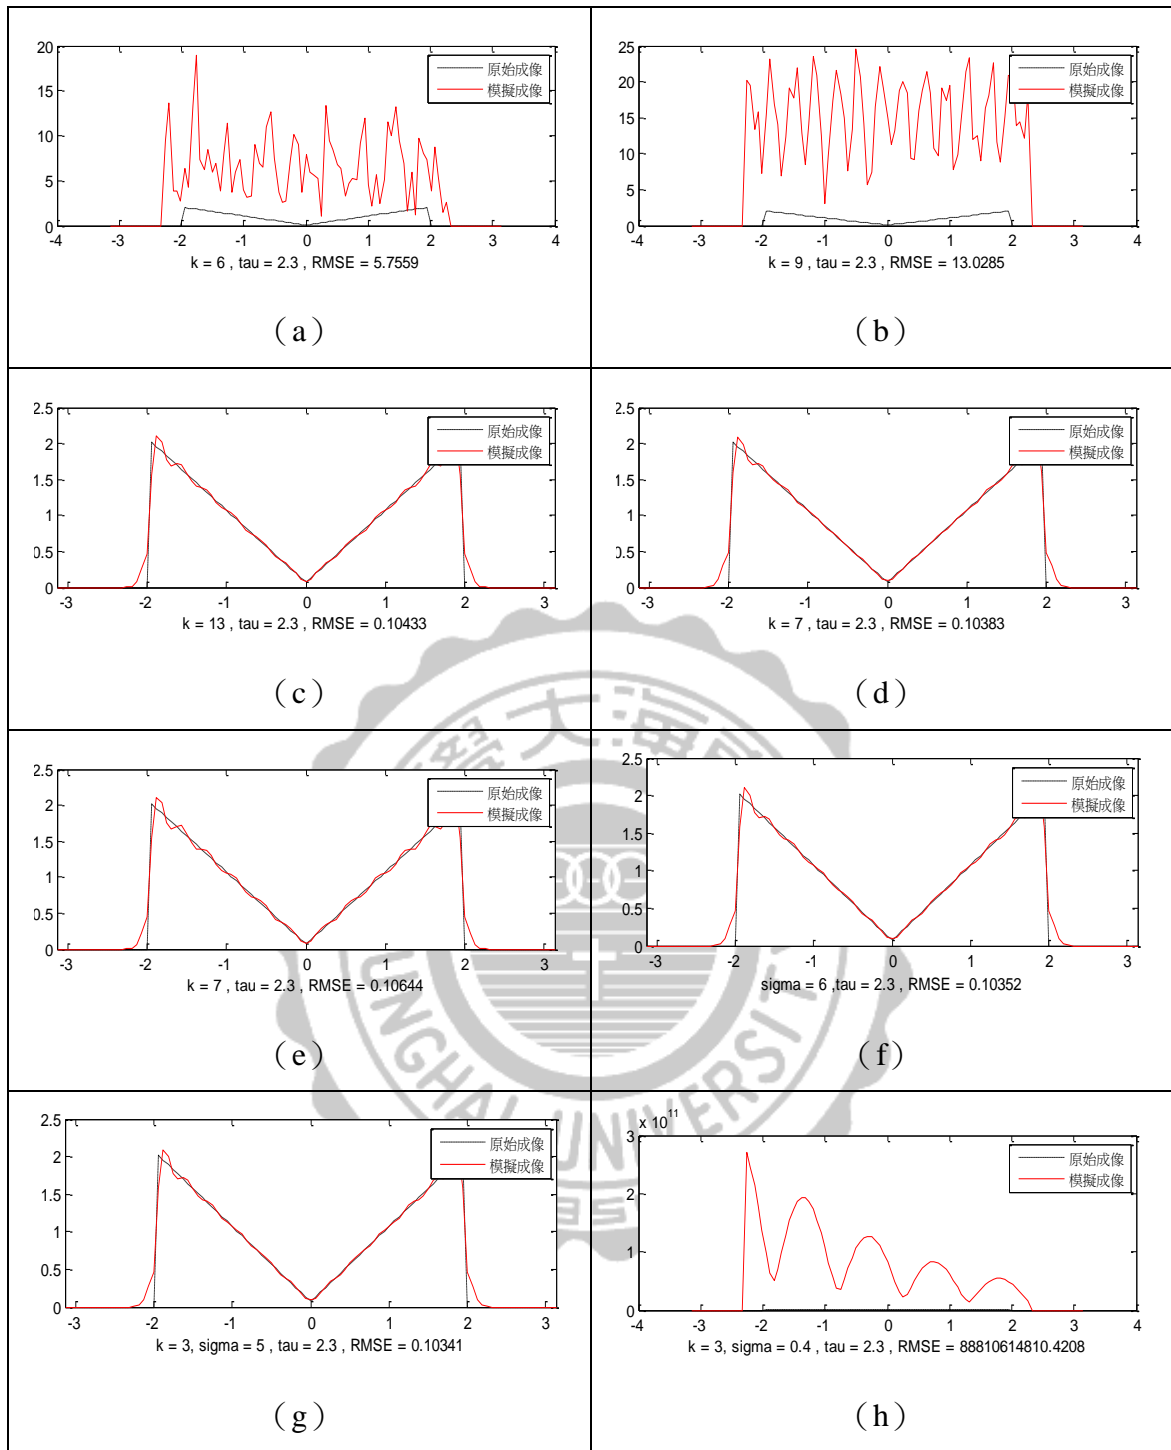 20
15
10
5
0
-4 -3 -2 -1 0 1 2 3 4
原始成像
模擬成像
k = 6 , tau = 2.3 , RMSE = 5.7559
（a）
25
20
15
10
5
0
-4 -3 -2 -1 0 1 2 3 4
原始成像
模擬成像
k = 9 , tau = 2.3 , RMSE = 13.0285
（b）
2.5
2
1.5
1
0.5
0
-3 -2 -1 0 1 2 3
原始成像
模擬成像
k = 13 , tau = 2.3 , RMSE = 0.10433
（c）
2.5
2
1.5
1
0.5
0
-3 -2 -1 0 1 2 3
原始成像
模擬成像
k = 7 , tau = 2.3 , RMSE = 0.10383
（d）
2.5
2
1.5
1
0.5
0
-3 -2 -1 0 1 2 3
原始成像
模擬成像
k = 7 , tau = 2.3 , RMSE = 0.10644
（e）
2.5
2
1.5
1
0.5
0
-3 -2 -1 0 1 2 3
原始成像
模擬成像
sigma = 6 ,tau = 2.3 , RMSE = 0.10352
（f）
2.5
2
1.5
1
0.5
0
-3 -2 -1 0 1 2 3
原始成像
模擬成像
k = 3, sigma = 5 , tau = 2.3 , RMSE = 0.10341
（g）
x 10^11
3
2
1
0
-4 -3 -2 -1 0 1 2 3 4
原始成像
模擬成像
k = 3, sigma = 0.4 , tau = 2.3 , RMSE = 88810614810.4208
（h）
學大海